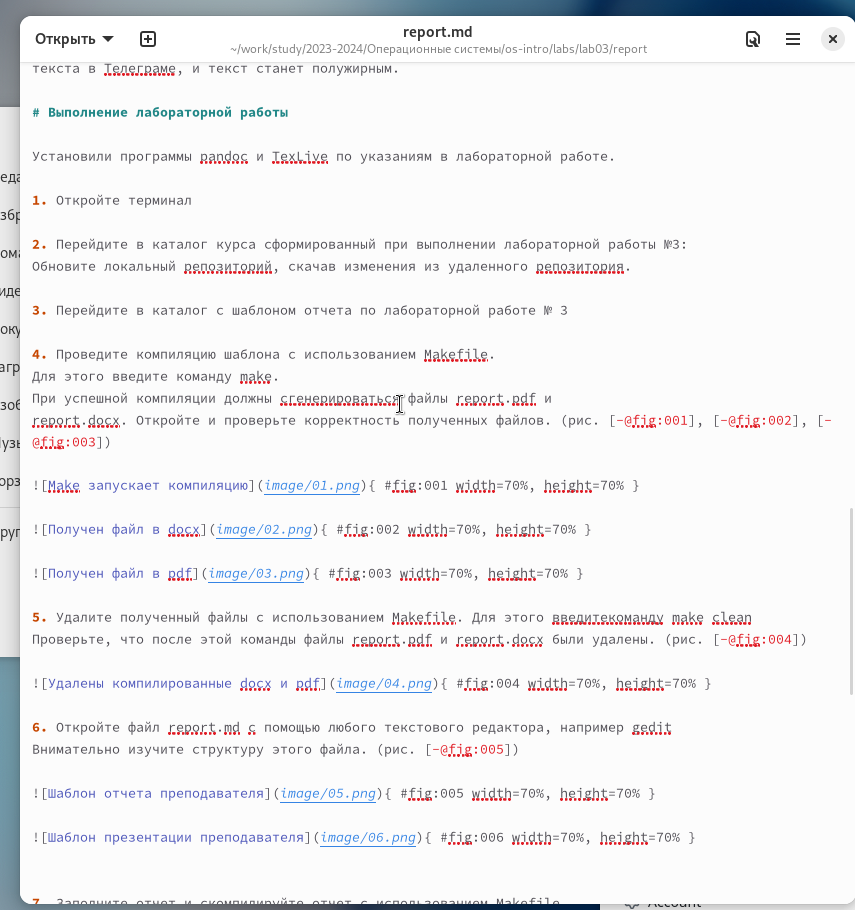 Открыть
report.md
~/work/study/2023-2024/Операционные системы/os-intro/labs/lab03/report
текста в Телеграме, и текст станет полужирным.
# Выполнение лабораторной работы
Установили программы pandoc и TexLive по указаниям в лабораторной работе.
1. Откройте терминал
2. Перейдите в каталог курса сформированный при выполнении лабораторной работы №3:
Обновите локальный репозиторий, скачав изменения из удаленного репозитория.
3. Перейдите в каталог с шаблоном отчета по лабораторной работе № 3
4. Проведите компиляцию шаблона с использованием Makefile.
Для этого введите команду make.
При успешной компиляции должны сгенерироваться файлы report.pdf и
report.docx. Откройте и проверьте корректность полученных файлов. (рис. [-@fig:001], [-@fig:002], [-
@fig:003])
![Make запускает компиляцию](image/01.png){ #fig:001 width=70%, height=70% }
![Получен файл в docx](image/02.png){ #fig:002 width=70%, height=70% }
![Получен файл в pdf](image/03.png){ #fig:003 width=70%, height=70% }
5. Удалите полученный файлы с использованием Makefile. Для этого введитекоманду make clean
Проверьте, что после этой команды файлы report.pdf и report.docx были удалены. (рис. [-@fig:004])
![Удалены компилированные docx и pdf](image/04.png){ #fig:004 width=70%, height=70% }
6. Откройте файл report.md c помощью любого текстового редактора, например gedit
Внимательно изучите структуру этого файла. (рис. [-@fig:005])
![Шаблон отчета преподавателя](image/05.png){ #fig:005 width=70%, height=70% }
![Шаблон презентации преподавателя](image/06.png){ #fig:006 width=70%, height=70% }
7. Заполните отчет и скомпилируйте отчет с использованием Makefile.
Account